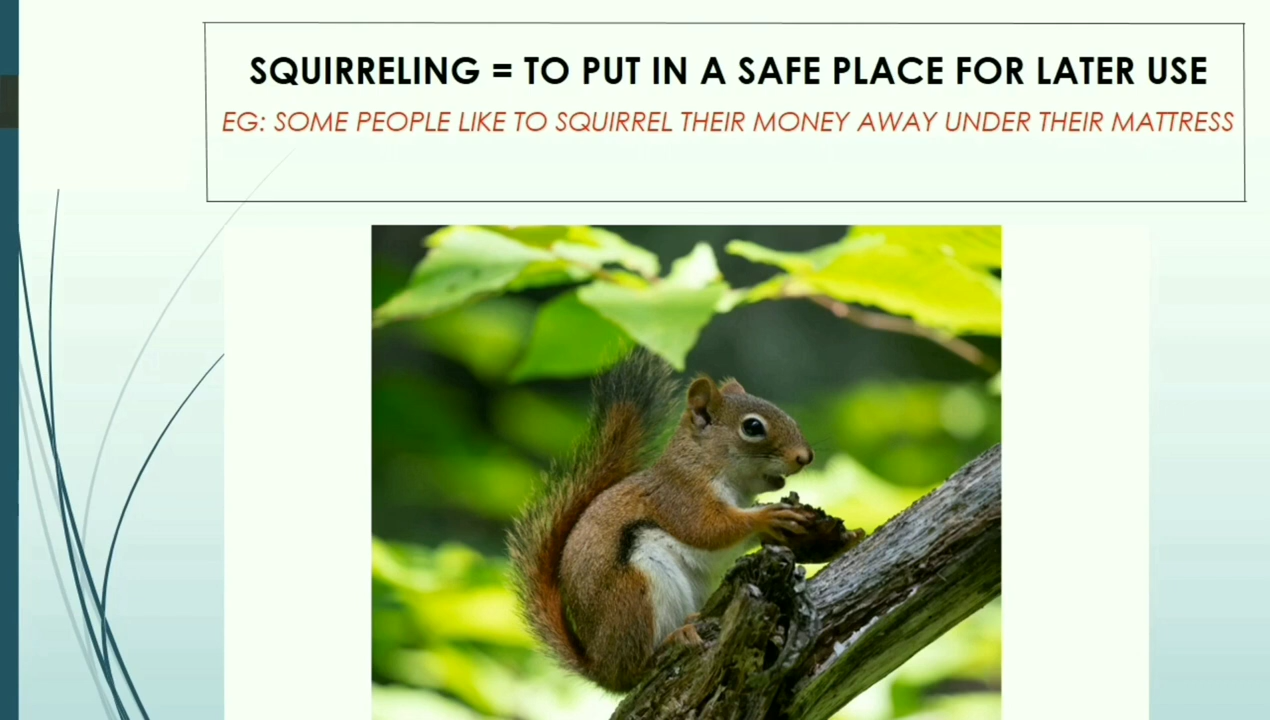 SQUIRRELING = TO PUT IN A SAFE PLACE FOR LATER USE
EG: SOME PEOPLE LIKE TO SQUIRREL THEIR MONEY AWAY UNDER THEIR MATTRESS